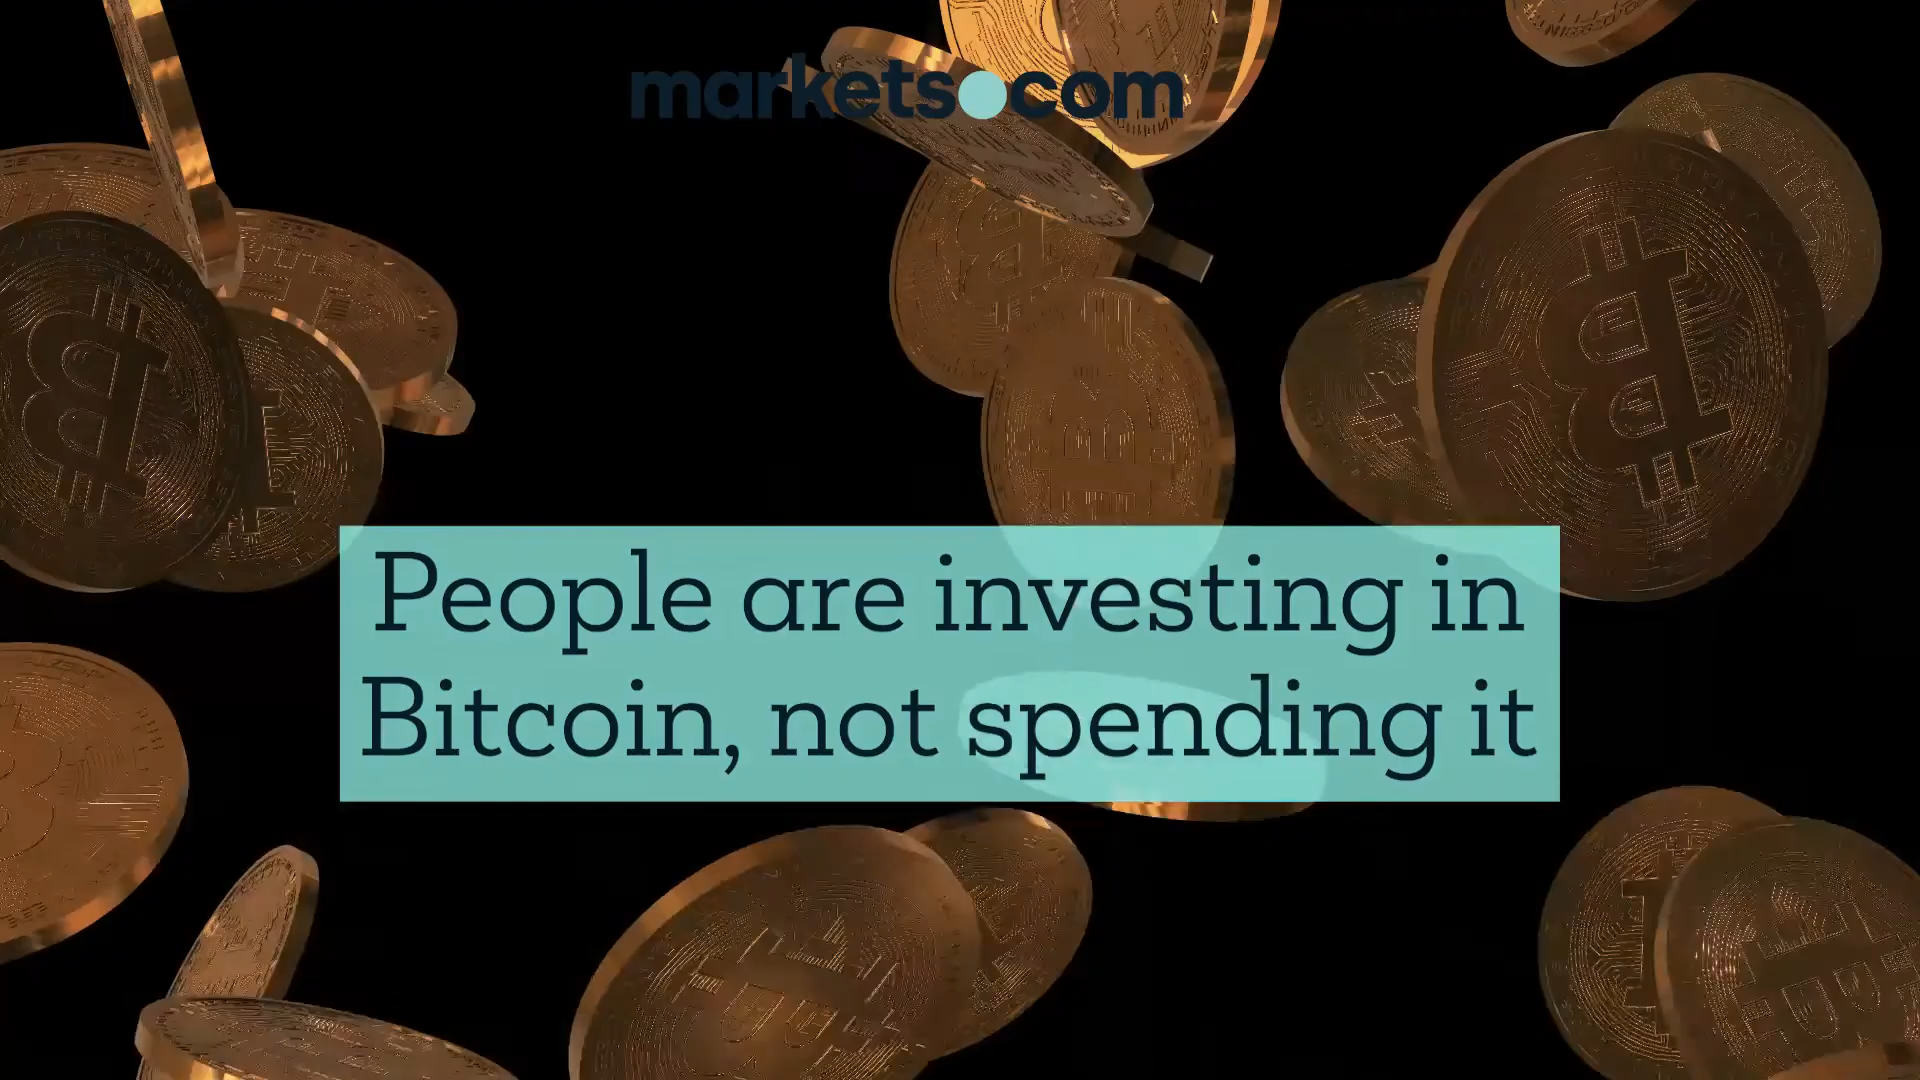 markets.com
People are investing in
Bitcoin, not spending it